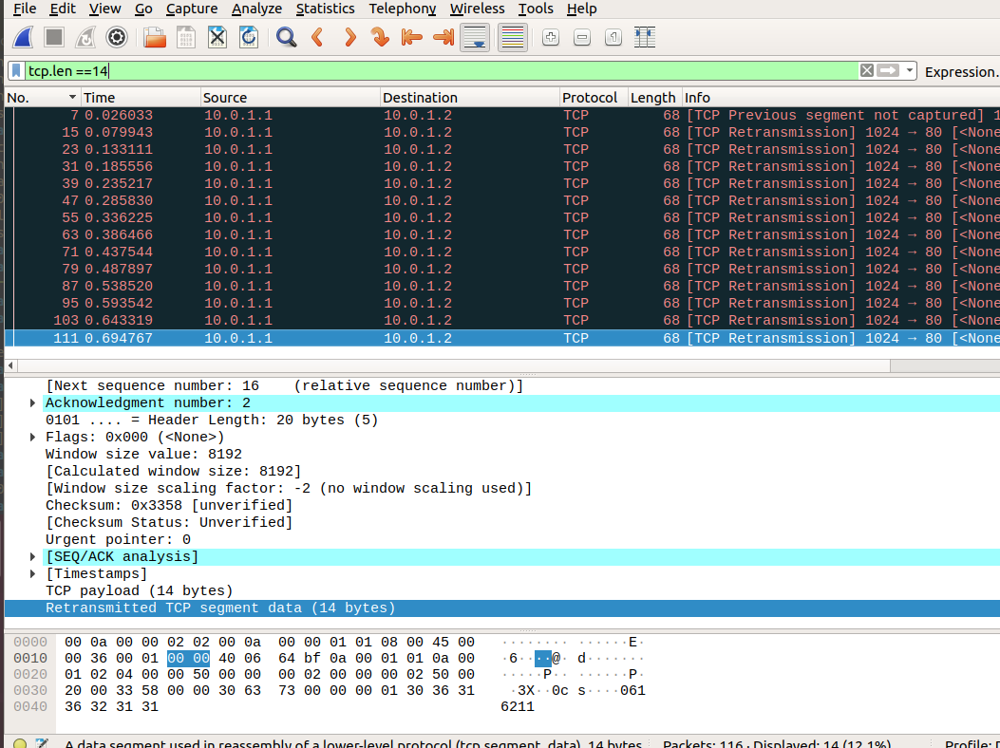 File Edit View Go Capture Analyze Statistics Telephony Wireless Tools Help
tcp.len ==14 Expression.
No. Time Source Destination Protocol Length Info
7 0.026033 10.0.1.1 10.0.1.2 TCP 68 [TCP Previous segment not captured] 1
15 0.079943 10.0.1.1 10.0.1.2 TCP 68 [TCP Retransmission] 1024 → 80 [<None
23 0.133111 10.0.1.1 10.0.1.2 TCP 68 [TCP Retransmission] 1024 → 80 [<None
31 0.185556 10.0.1.1 10.0.1.2 TCP 68 [TCP Retransmission] 1024 → 80 [<None
39 0.235217 10.0.1.1 10.0.1.2 TCP 68 [TCP Retransmission] 1024 → 80 [<None
47 0.285830 10.0.1.1 10.0.1.2 TCP 68 [TCP Retransmission] 1024 → 80 [<None
55 0.336225 10.0.1.1 10.0.1.2 TCP 68 [TCP Retransmission] 1024 → 80 [<None
63 0.386466 10.0.1.1 10.0.1.2 TCP 68 [TCP Retransmission] 1024 → 80 [<None
71 0.437544 10.0.1.1 10.0.1.2 TCP 68 [TCP Retransmission] 1024 → 80 [<None
79 0.487897 10.0.1.1 10.0.1.2 TCP 68 [TCP Retransmission] 1024 → 80 [<None
87 0.538520 10.0.1.1 10.0.1.2 TCP 68 [TCP Retransmission] 1024 → 80 [<None
95 0.593542 10.0.1.1 10.0.1.2 TCP 68 [TCP Retransmission] 1024 → 80 [<None
103 0.643319 10.0.1.1 10.0.1.2 TCP 68 [TCP Retransmission] 1024 → 80 [<None
111 0.694767 10.0.1.1 10.0.1.2 TCP 68 [TCP Retransmission] 1024 → 80 [<None
[Next sequence number: 16 (relative sequence number)]
Acknowledgment number: 2
0101 .... = Header Length: 20 bytes (5)
Flags: 0x000 (<None>)
Window size value: 8192
[Calculated window size: 8192]
[Window size scaling factor: -2 (no window scaling used)]
Checksum: 0x3358 [unverified]
[Checksum Status: Unverified]
Urgent pointer: 0
[SEQ/ACK analysis]
[Timestamps]
TCP payload (14 bytes)
Retransmitted TCP segment data (14 bytes)
0000 00 0a 00 00 02 02 00 0a 00 00 01 01 08 00 45 00 ········ ······E·
0010 00 36 00 01 00 00 40 06 64 bf 0a 00 01 01 0a 00 ·6····@· d·······
0020 01 02 04 00 00 50 00 00 00 02 00 00 00 02 50 00 ·····P·· ······P·
0030 20 00 33 58 00 00 30 63 73 00 00 00 01 30 36 31 ·3X··0c s····061
0040 36 32 31 31 6211
A data segment used in reassembly of a lower-level protocol (tcp.segment_data), 14 bytes Packets: 116 · Displayed: 14 (12.1%) Profile: